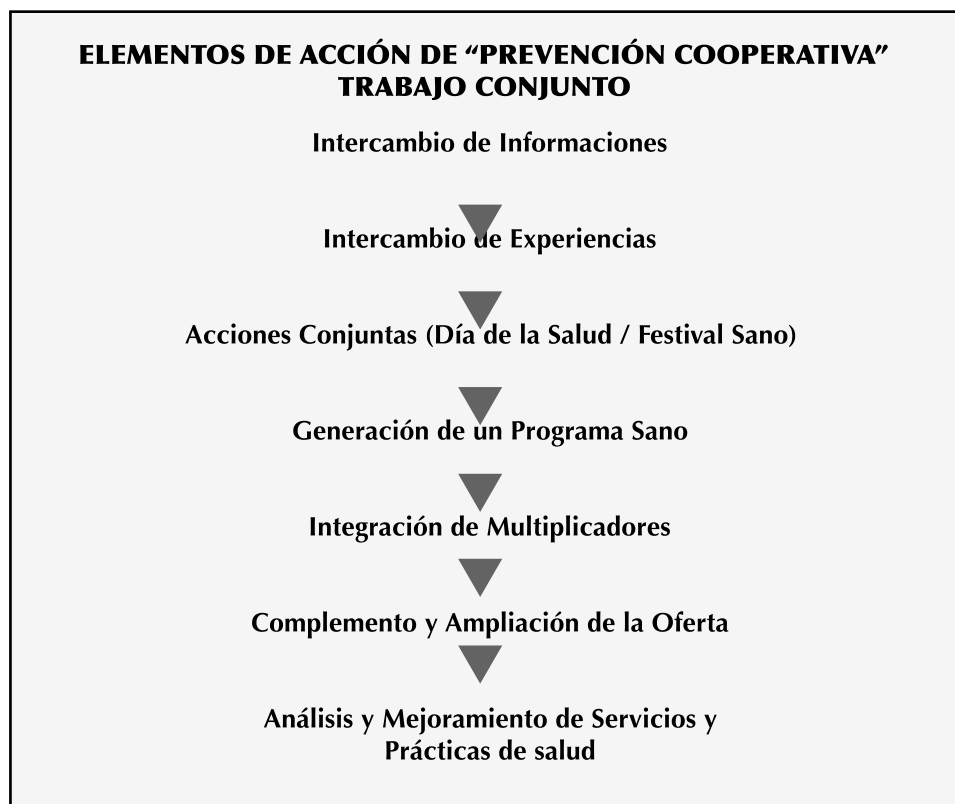 ELEMENTOS DE ACCIÓN DE “PREVENCIÓN COOPERATIVA”
TRABAJO CONJUNTO
Intercambio de Informaciones
Intercambio de Experiencias
Acciones Conjuntas (Día de la Salud / Festival Sano)
Generación de un Programa Sano
Integración de Multiplicadores
Complemento y Ampliación de la Oferta
Análisis y Mejoramiento de Servicios y
Prácticas de salud